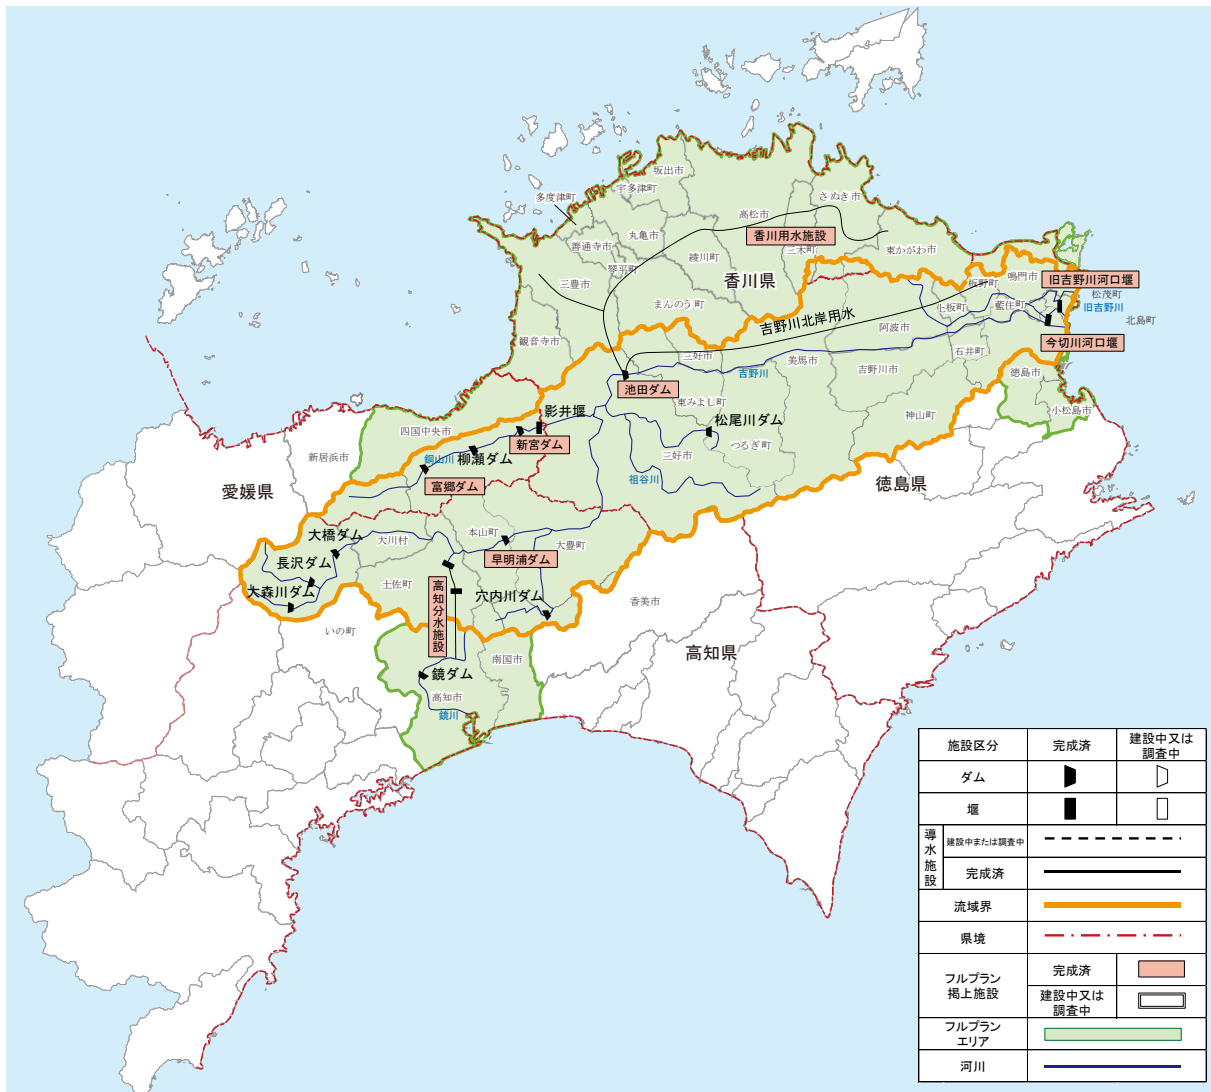 坂出市
宇多津町
多度津町
さぬき市
高松市
丸亀市
香川用水施設
善通寺市
三木町
東かがわ市
綾川町
琴平町
鳴門市
旧吉野川河口堰
香川県
三豊市
板野町
松茂町
まんのう町
上板町
藍住町
旧吉野川
北島町
吉野川北岸用水
阿波市
観音寺市
今切川河口堰
三好市
美馬市
石井町
吉野川
吉野川市
徳島市
池田ダム
東みよし町
小松島市
影井堰
神山町
松尾川ダム
四国中央市
新宮ダム
つるぎ町
新居浜市
銅山川
柳瀬ダム
三好市
祖谷川
愛媛県
富郷ダム
徳島県
大橋ダム
本山町
大川村
大豊町
長沢ダム
早明浦ダム
大森川ダム
土佐町
高知分水施設
穴内川ダム
香美市
いの町
高知県
南国市
鏡ダム
高知市
鏡川
施設区分
完成済
建設中又は
調査中
ダム
堰
導水施設
建設中または調査中
完成済
流域界
県境
フルプラン
掲上施設
完成済
建設中又は
調査中
フルプラン
エリア
河川